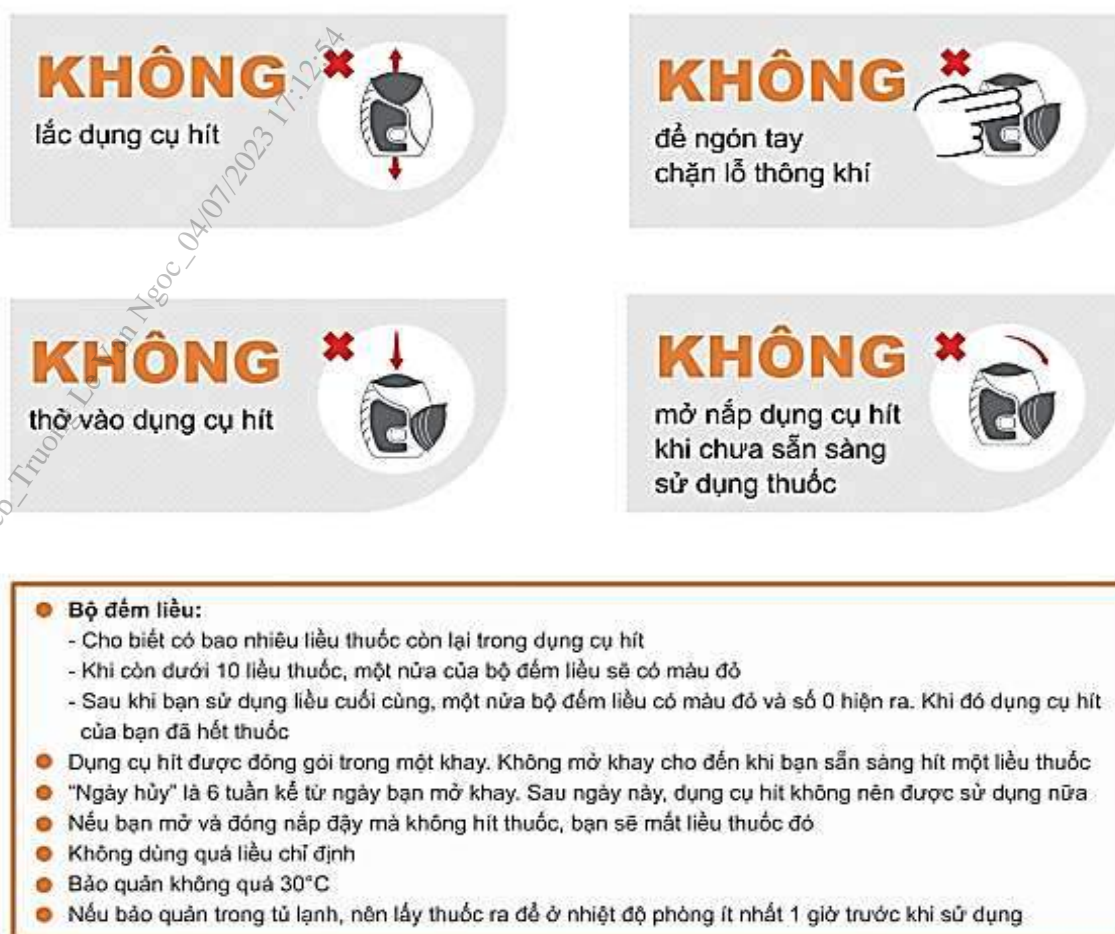 KHÔNG
lắc dụng cụ hít
KHÔNG
để ngón tay
chặn lỗ thông khí
KHÔNG
thở vào dụng cụ hít
KHÔNG
mở nắp dụng cụ hít
khi chưa sẵn sàng
sử dụng thuốc
Truong Le Van Ngoc_04/07/2023 17:12:54
Bộ đếm liều:
- Cho biết có bao nhiêu liều thuốc còn lại trong dụng cụ hít
- Khi còn dưới 10 liều thuốc, một nửa của bộ đếm liều sẽ có màu đỏ
- Sau khi bạn sử dụng liều cuối cùng, một nửa bộ đếm liều có màu đỏ và số 0 hiện ra. Khi đó dụng cụ hít
của bạn đã hết thuốc
Dụng cụ hít được đóng gói trong một khay. Không mở khay cho đến khi bạn sẵn sàng hít một liều thuốc
"Ngày hủy" là 6 tuần kể từ ngày bạn mở khay. Sau ngày này, dụng cụ hít không nên được sử dụng nữa
Nếu bạn mở và đóng nắp đậy mà không hít thuốc, bạn sẽ mất liều thuốc đó
Không dùng quá liều chỉ định
Bảo quản không quá 30°C
Nếu bảo quản trong tủ lạnh, nên lấy thuốc ra để ở nhiệt độ phòng ít nhất 1 giờ trước khi sử dụng